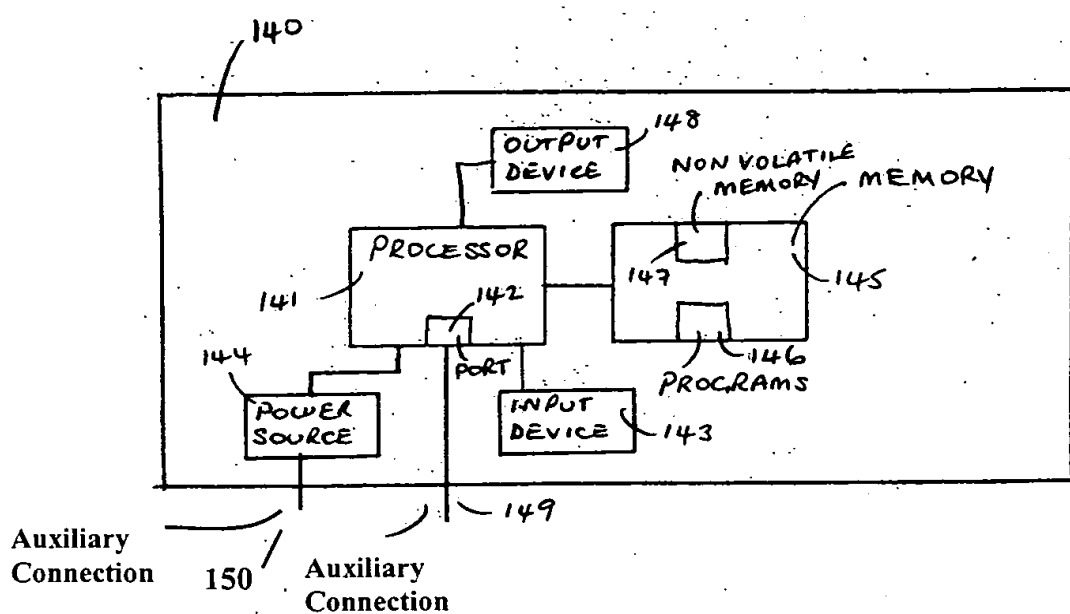 140
OUTPUT
DEVICE
148
NON VOLATILE
MEMORY
MEMORY
PROCESSOR
147
145
141
142
PORT
146
PROGRAMS
144
POWER
SOURCE
INPUT
DEVICE
143
149
Auxiliary
Connection
150
Auxiliary
Connection